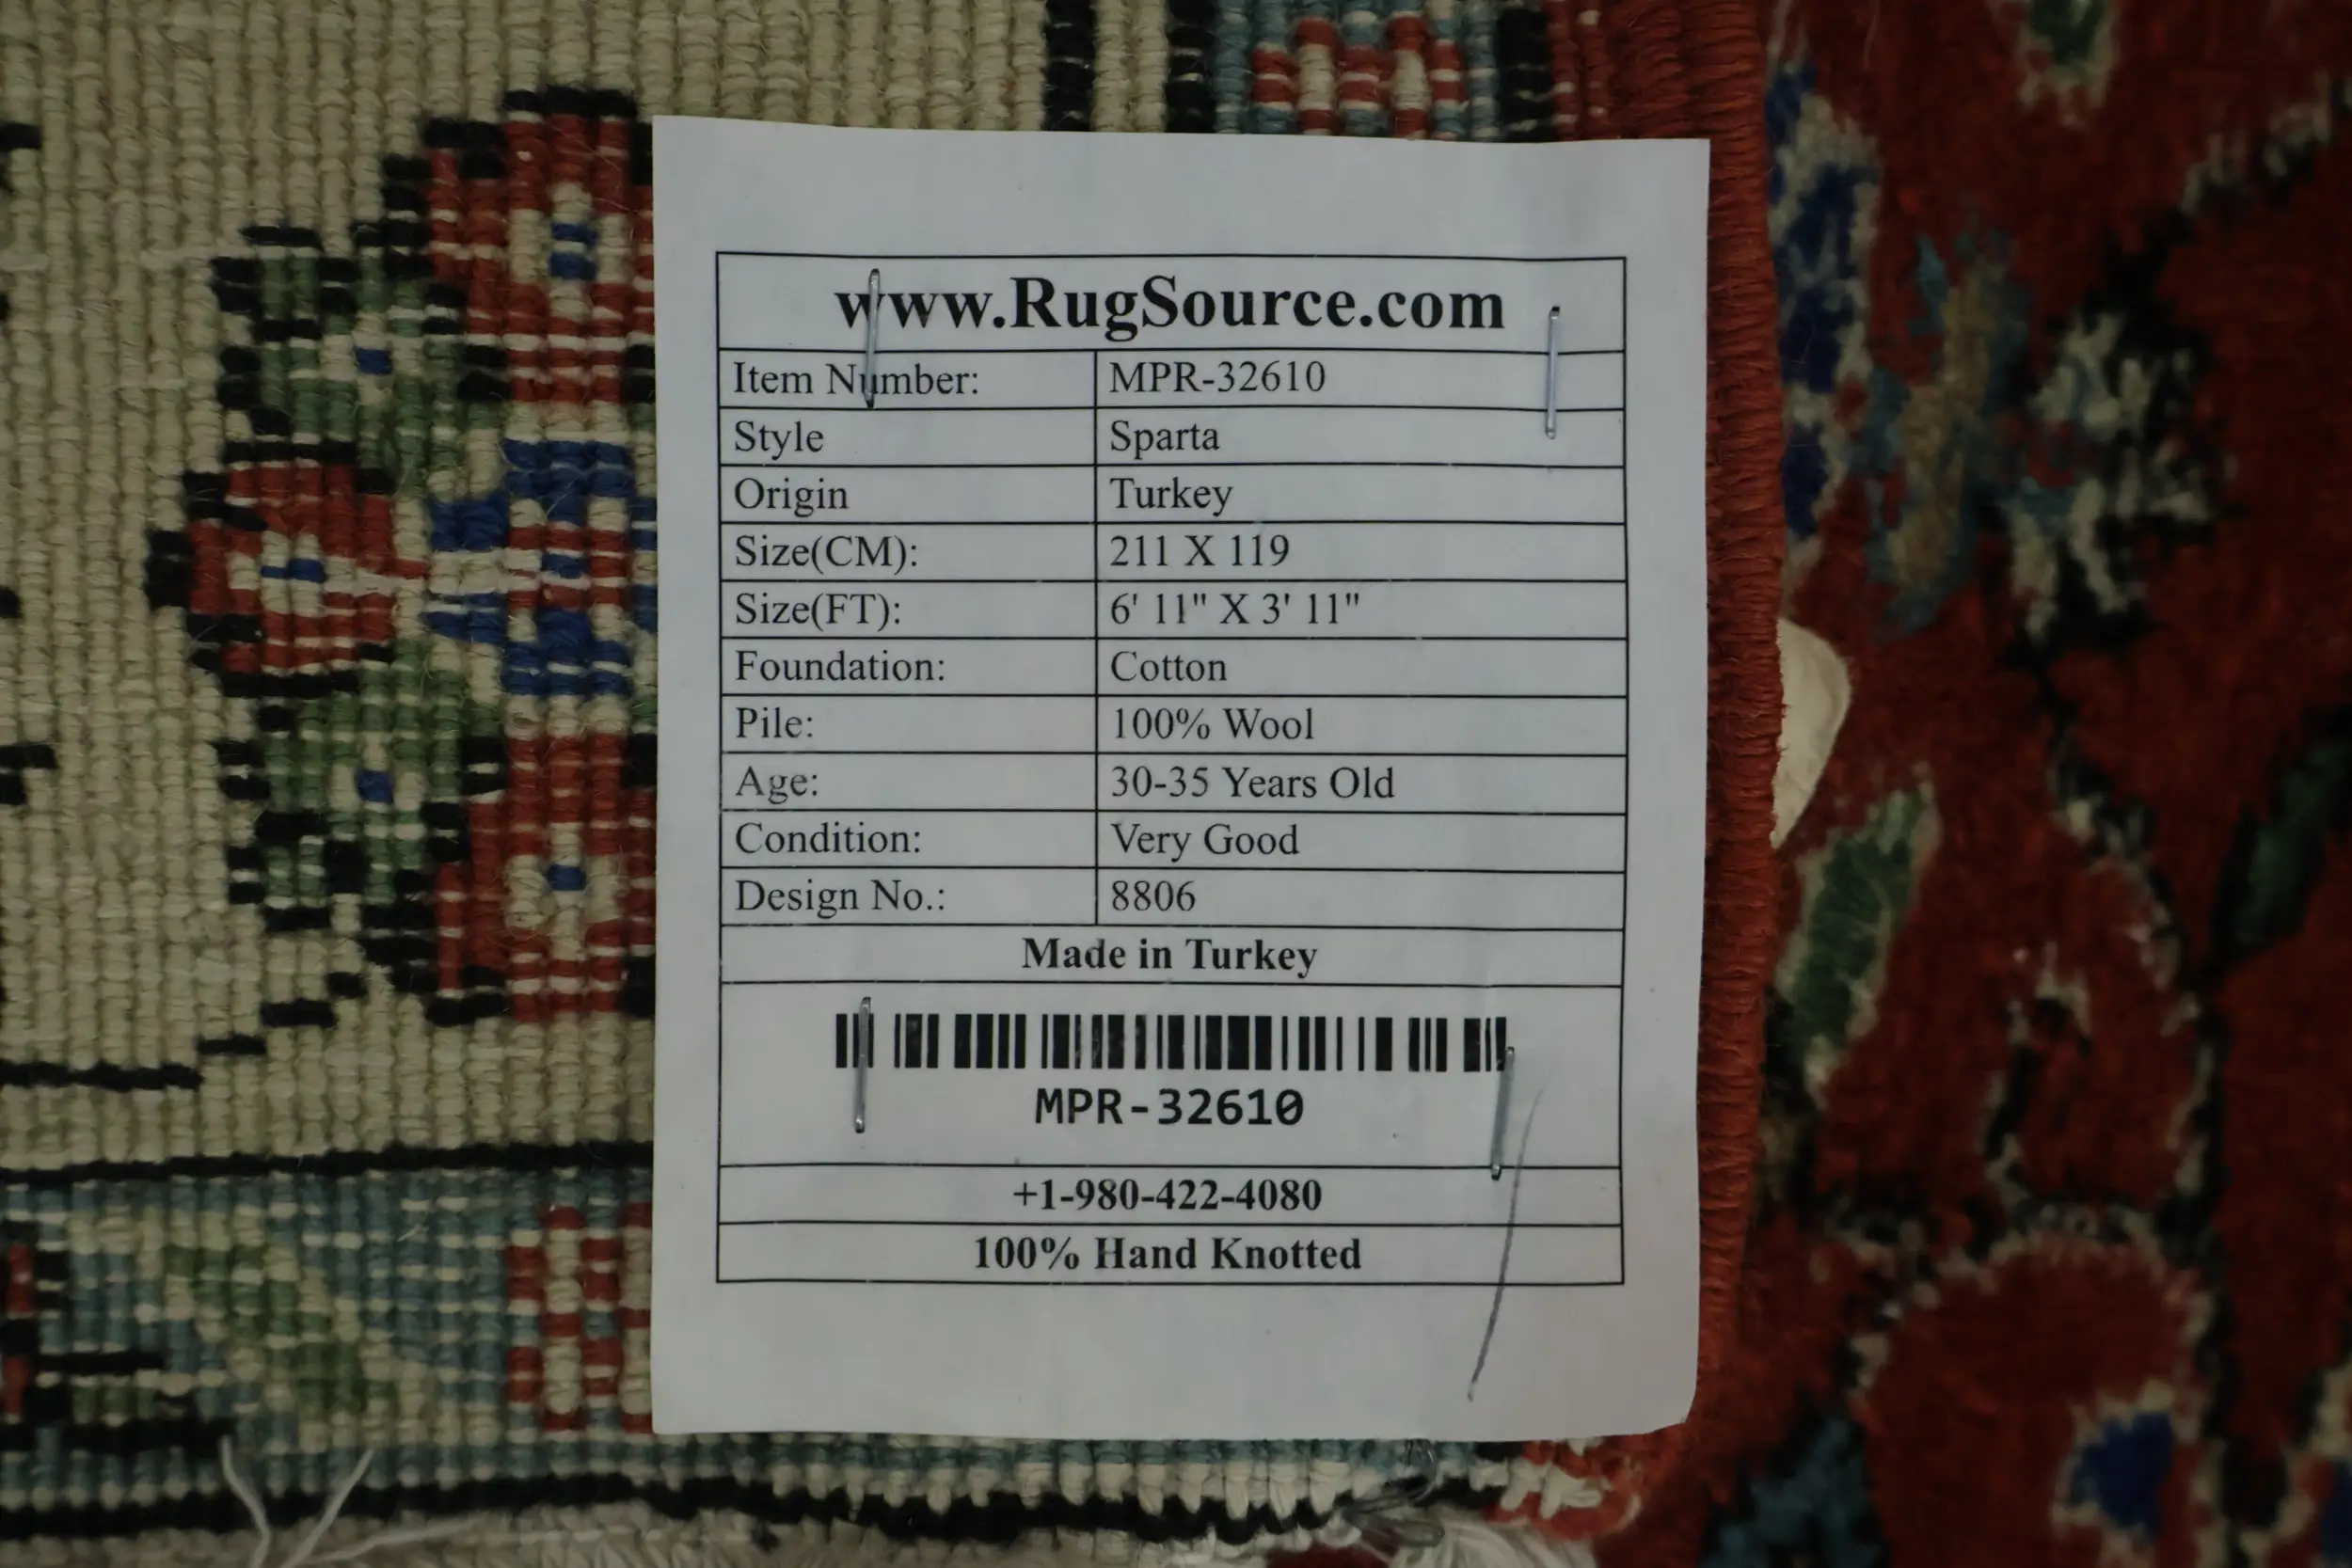 www.RugSource.com
Item Number: MPR-32610
Style Sparta
Origin Turkey
Size(CM): 211 X 119
Size(FT): 6' 11" X 3' 11"
Foundation: Cotton
Pile: 100% Wool
Age: 30-35 Years Old
Condition: Very Good
Design No.: 8806
Made in Turkey
MPR-32610
+1-980-422-4080
100% Hand Knotted